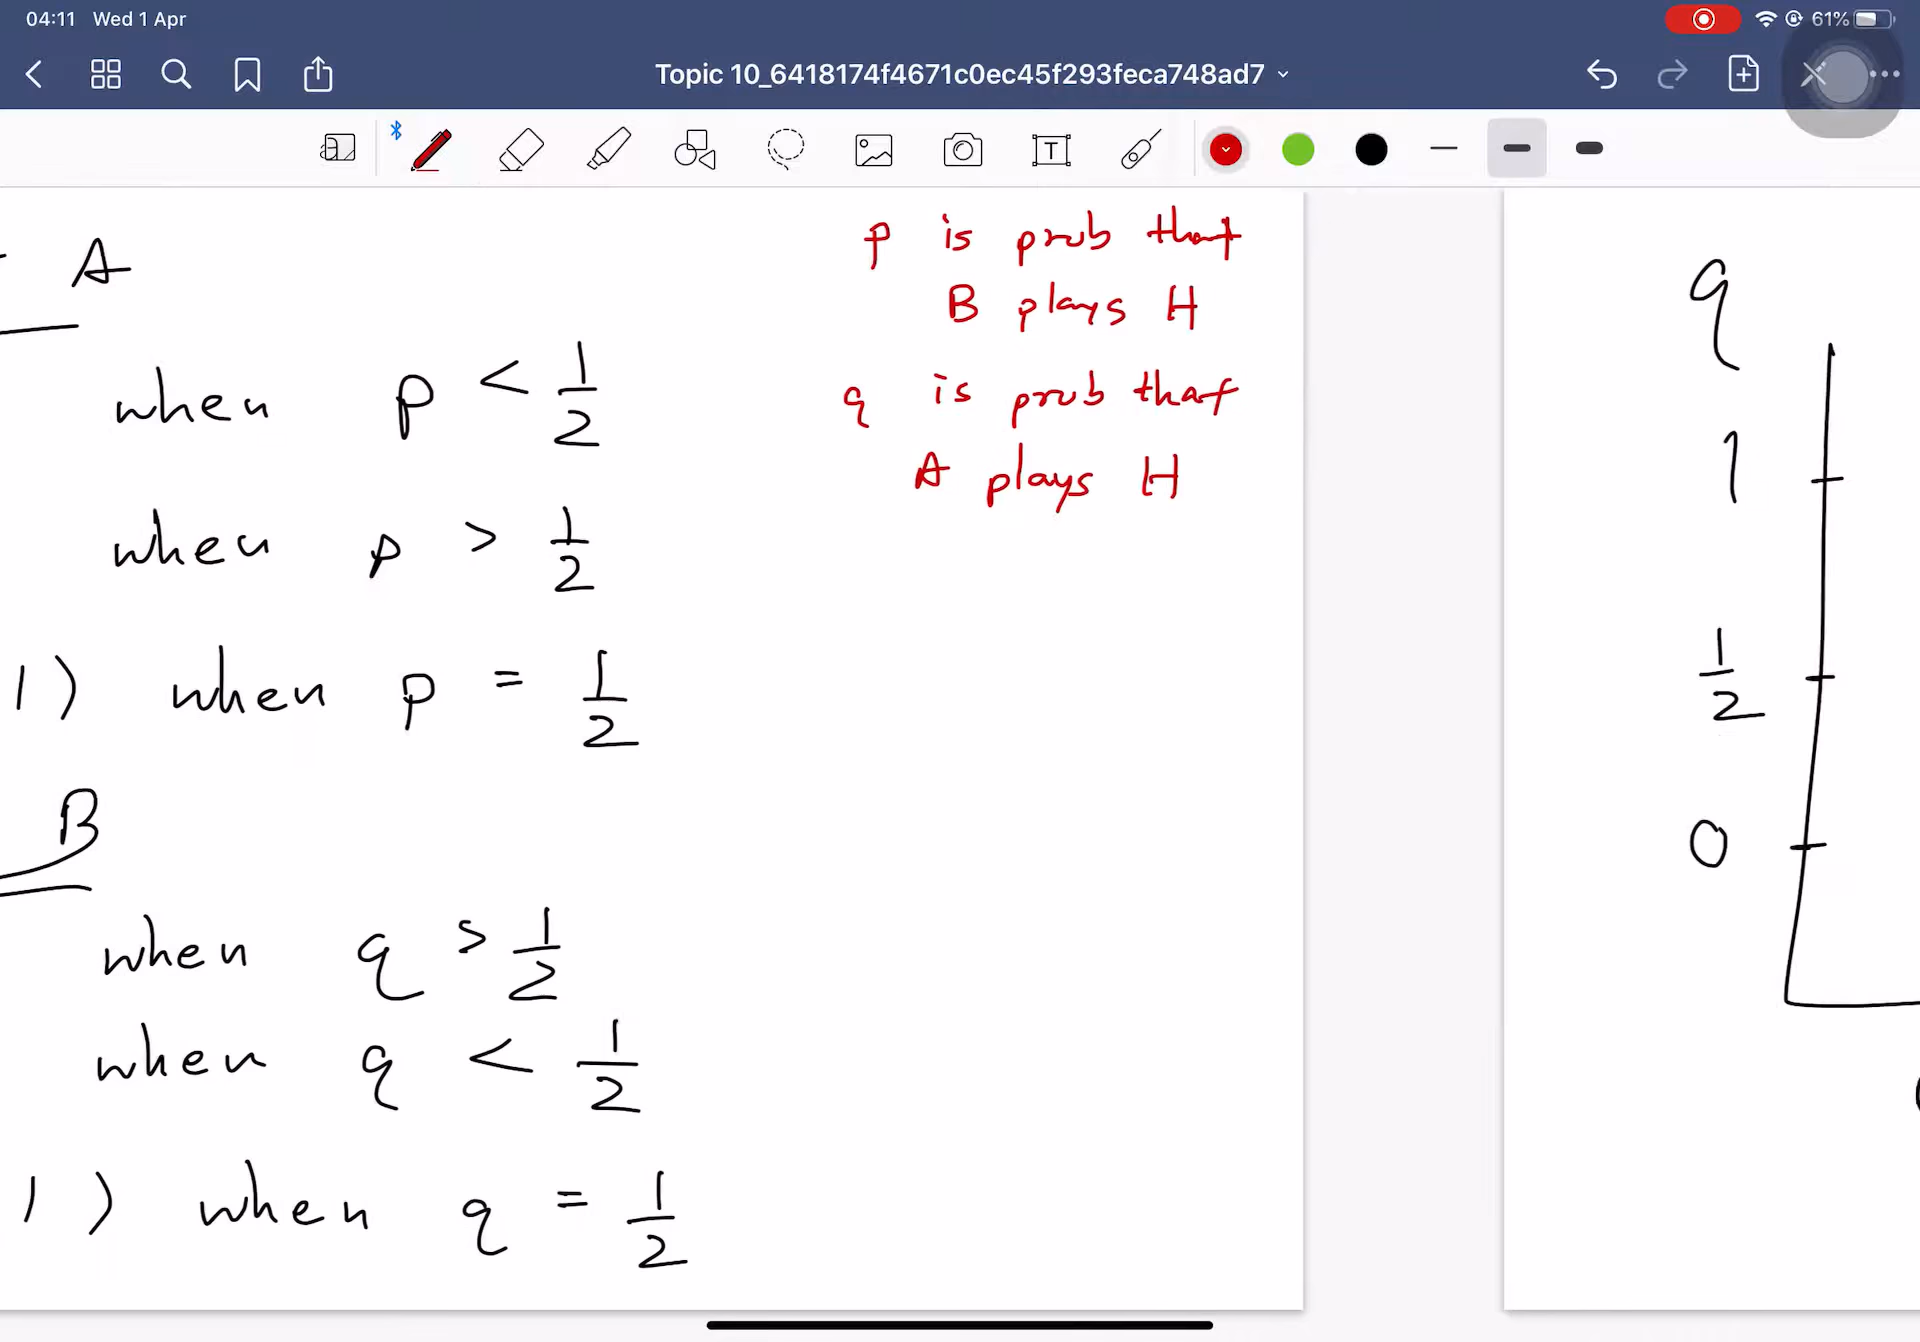 04:11 Wed 1 Apr
61%
Topic 10_6418174f4671c0ec45f293feca748ad7
A
when p < 1/2
when p > 1/2
1) when p = 1/2
B
when q > 1/2
when q < 1/2
1) when q = 1/2
p is prob that
B plays H
q is prob that
A plays H
q
1
1/2
0